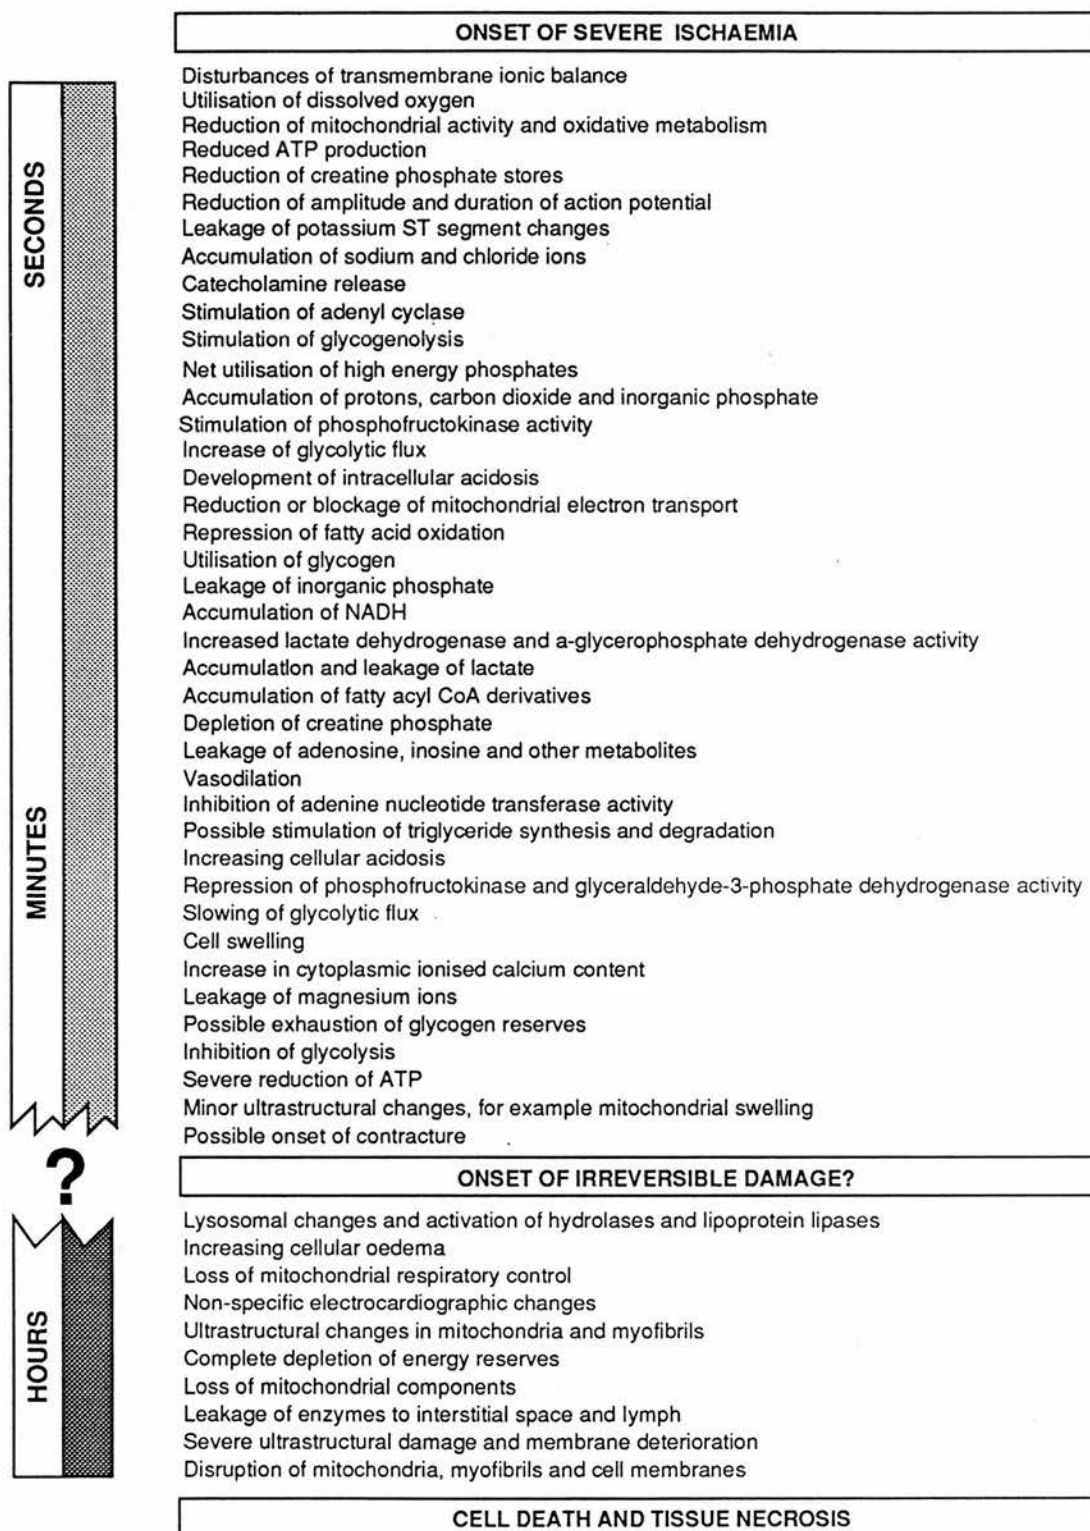 ONSET OF SEVERE ISCHAEMIA
SECONDS
Disturbances of transmembrane ionic balance
Utilisation of dissolved oxygen
Reduction of mitochondrial activity and oxidative metabolism
Reduced ATP production
Reduction of creatine phosphate stores
Reduction of amplitude and duration of action potential
Leakage of potassium ST segment changes
Accumulation of sodium and chloride ions
Catecholamine release
Stimulation of adenyl cyclase
Stimulation of glycogenolysis
Net utilisation of high energy phosphates
Accumulation of protons, carbon dioxide and inorganic phosphate
Stimulation of phosphofructokinase activity
Increase of glycolytic flux
Development of intracellular acidosis
Reduction or blockage of mitochondrial electron transport
Repression of fatty acid oxidation
Utilisation of glycogen
Leakage of inorganic phosphate
Accumulation of NADH
Increased lactate dehydrogenase and a-glycerophosphate dehydrogenase activity
Accumulation and leakage of lactate
Accumulation of fatty acyl CoA derivatives
Depletion of creatine phosphate
Leakage of adenosine, inosine and other metabolites
Vasodilation
MINUTES
Inhibition of adenine nucleotide transferase activity
Possible stimulation of triglyceride synthesis and degradation
Increasing cellular acidosis
Repression of phosphofructokinase and glyceraldehyde-3-phosphate dehydrogenase activity
Slowing of glycolytic flux
Cell swelling
Increase in cytoplasmic ionised calcium content
Leakage of magnesium ions
Possible exhaustion of glycogen reserves
Inhibition of glycolysis
Severe reduction of ATP
Minor ultrastructural changes, for example mitochondrial swelling
Possible onset of contracture
?
ONSET OF IRREVERSIBLE DAMAGE?
HOURS
Lysosomal changes and activation of hydrolases and lipoprotein lipases
Increasing cellular oedema
Loss of mitochondrial respiratory control
Non-specific electrocardiographic changes
Ultrastructural changes in mitochondria and myofibrils
Complete depletion of energy reserves
Loss of mitochondrial components
Leakage of enzymes to interstitial space and lymph
Severe ultrastructural damage and membrane deterioration
Disruption of mitochondria, myofibrils and cell membranes
CELL DEATH AND TISSUE NECROSIS